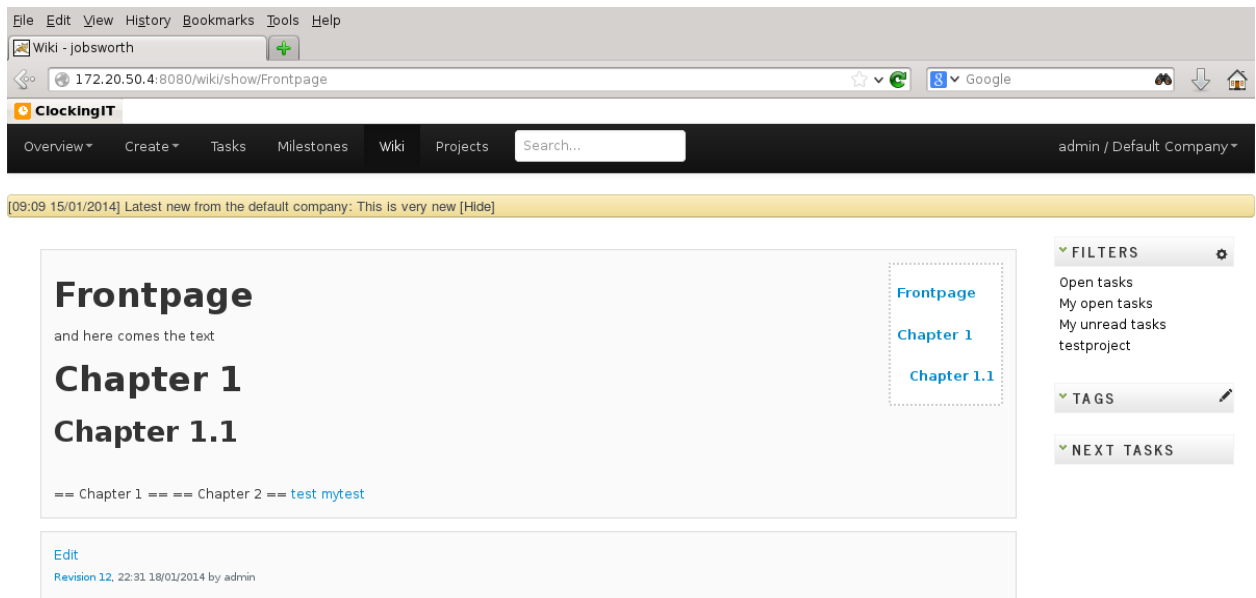 File Edit View History Bookmarks Tools Help
Wiki - jobsworth
172.20.50.4:8080/wiki/show/Frontpage
8 Google
ClockingIT
Overview Create Tasks Milestones Wiki Projects Search... admin / Default Company
[09:09 15/01/2014] Latest new from the default company: This is very new [Hide]
Frontpage
and here comes the text
Chapter 1
Chapter 1.1
== Chapter 1 == == Chapter 2 == test mytest
Frontpage
Chapter 1
Chapter 1.1
Edit
Revision 12, 22:31 18/01/2014 by admin
FILTERS
Open tasks
My open tasks
My unread tasks
testproject
TAGS
NEXT TASKS